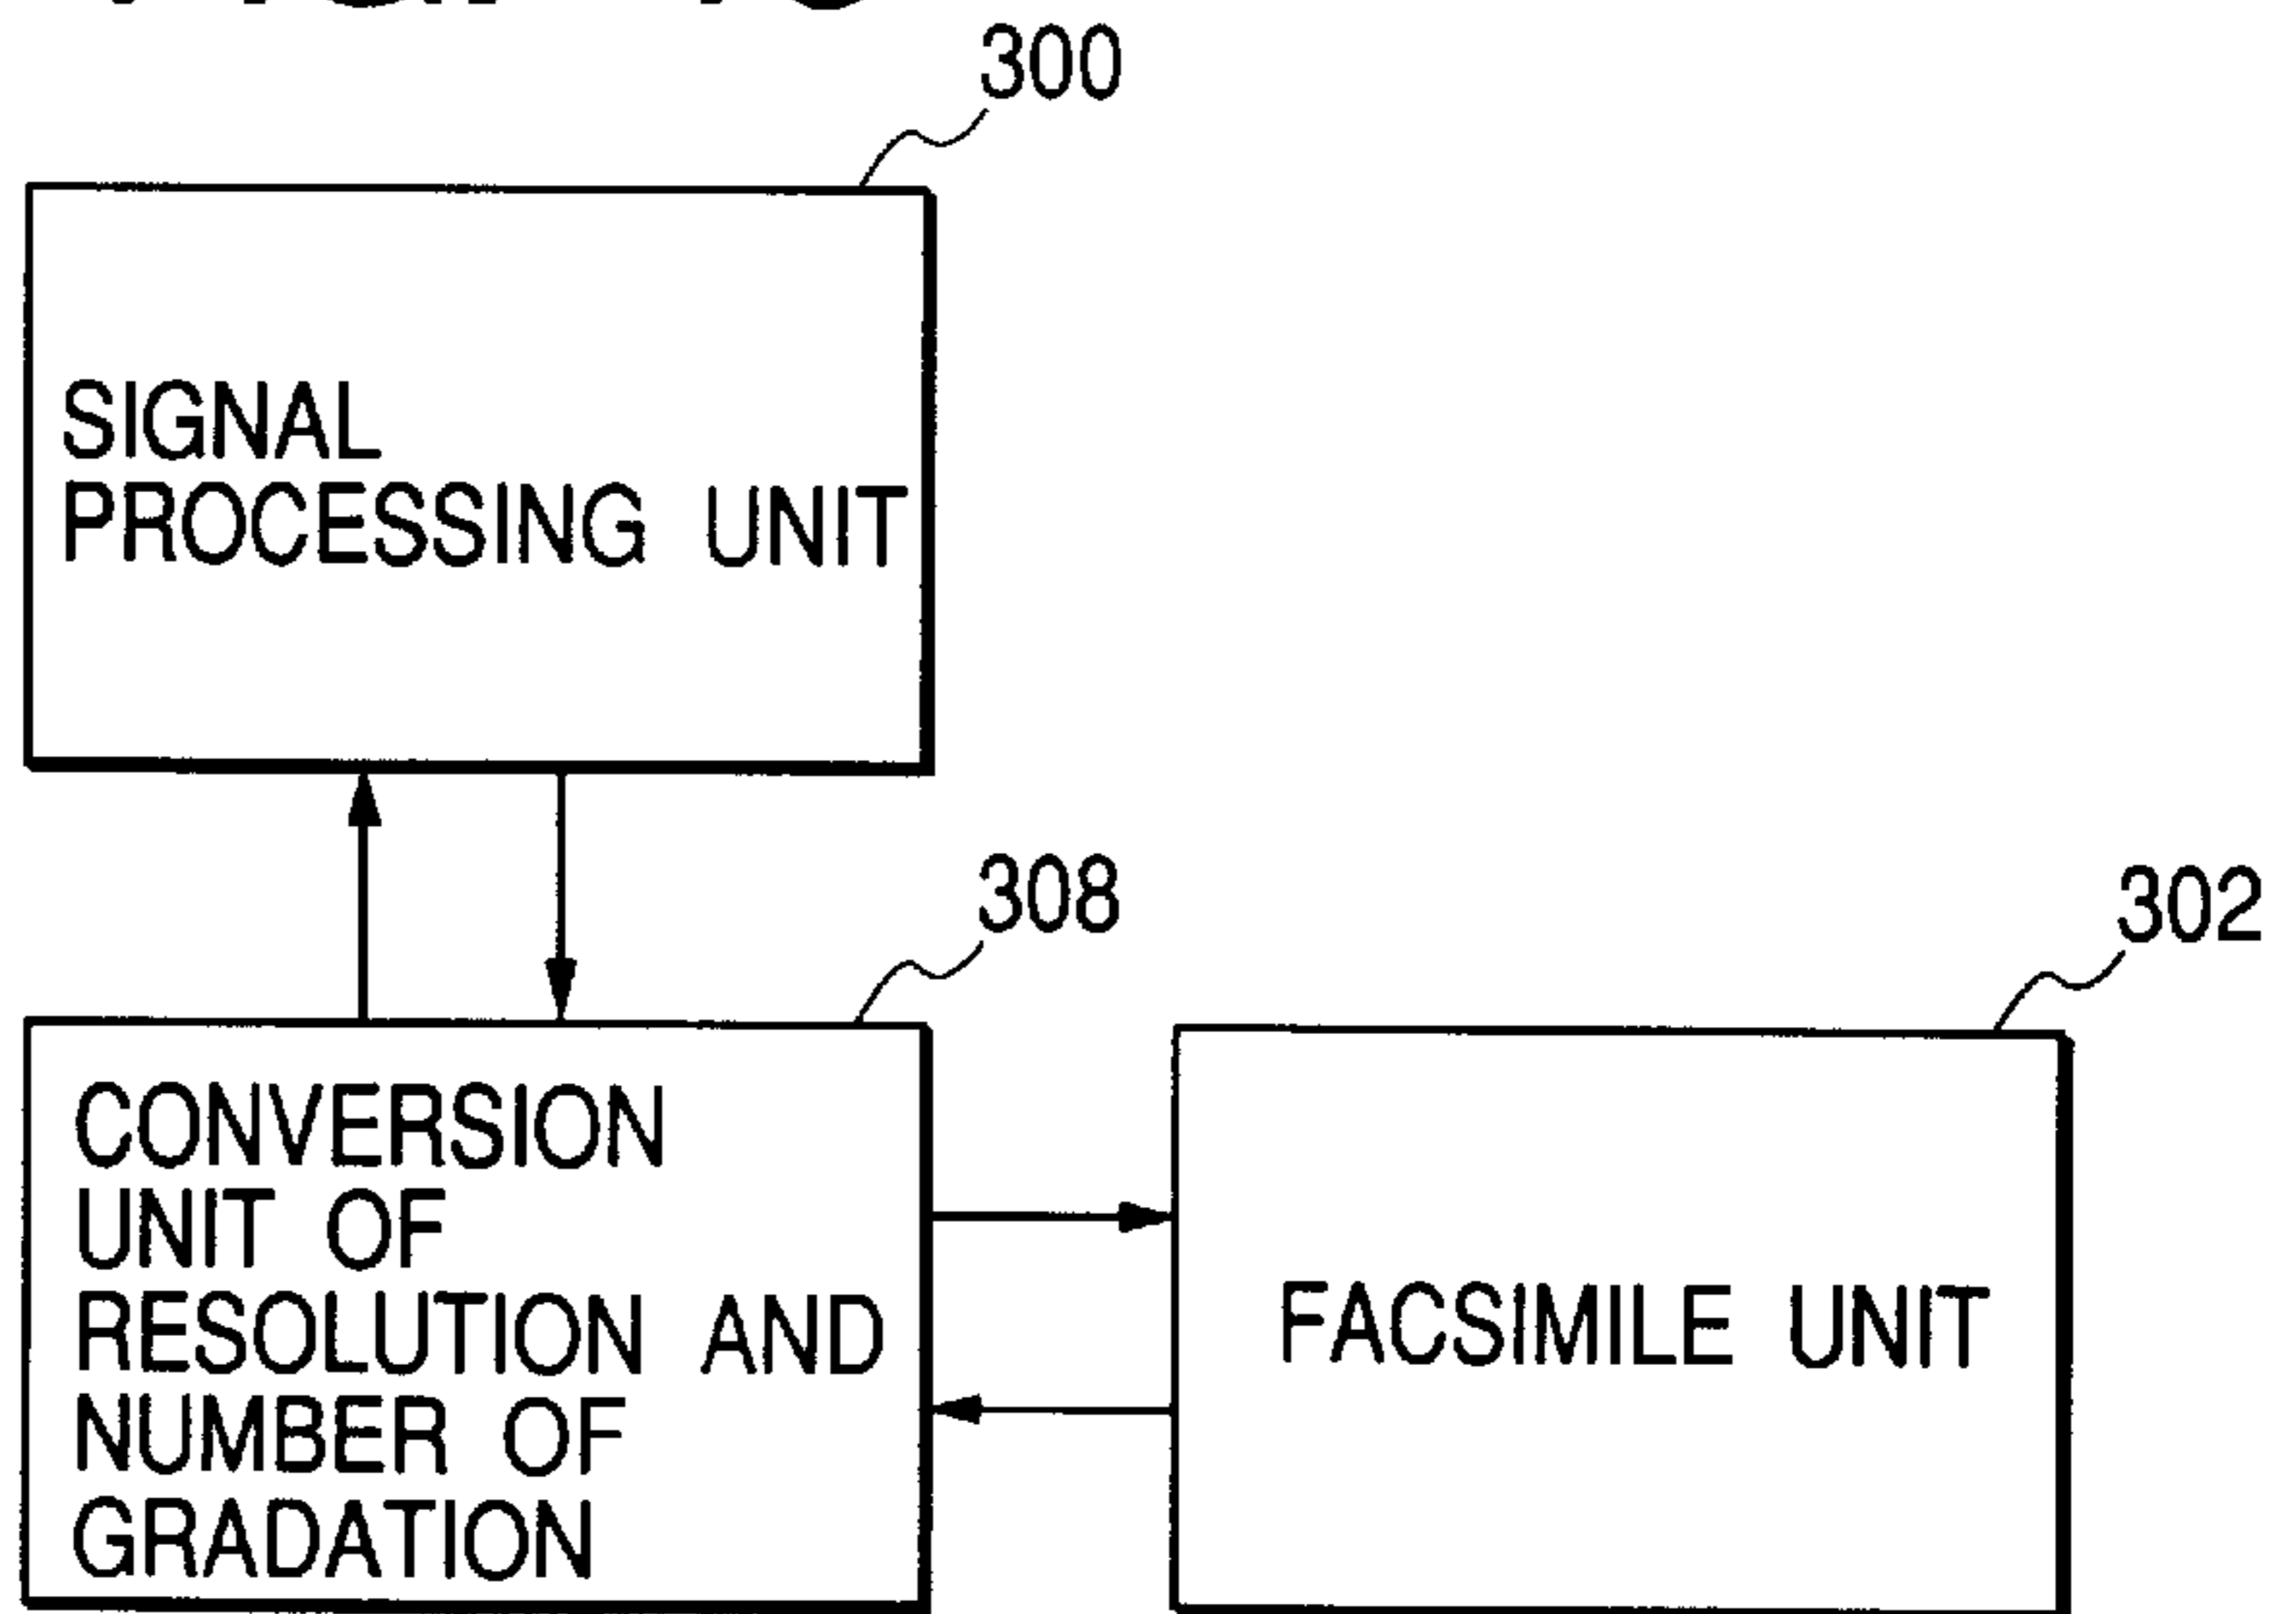 300
SIGNAL
PROCESSING UNIT
308
302
CONVERSION
UNIT OF
RESOLUTION AND
NUMBER OF
GRADATION
FACSIMILE UNIT